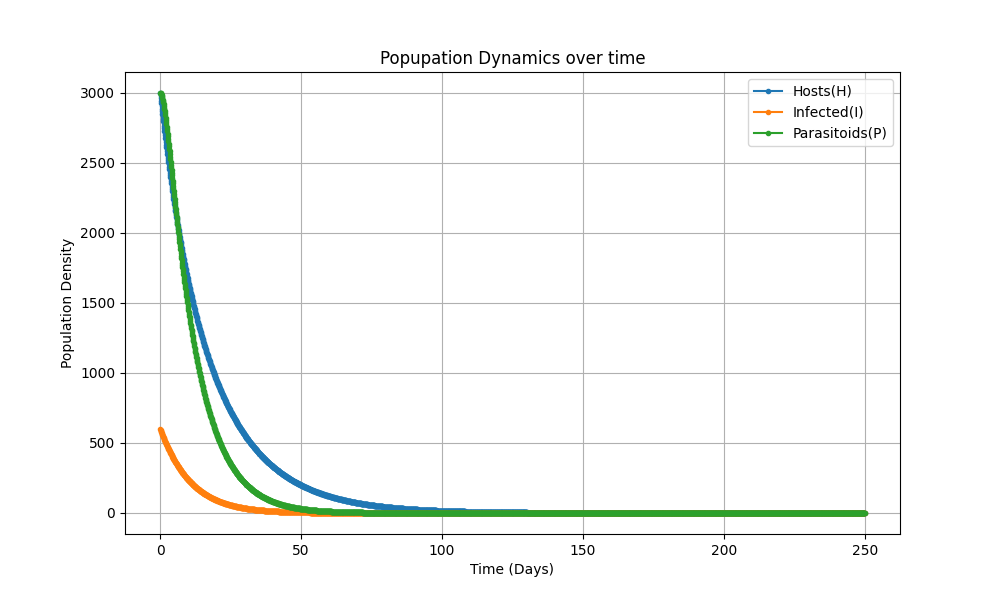 Popupation Dynamics over time
Hosts(H)
Infected(I)
Parasitoids(P)
Population Density
3000
2500
2000
1500
1000
500
0
0 50 100 150 200 250
Time (Days)